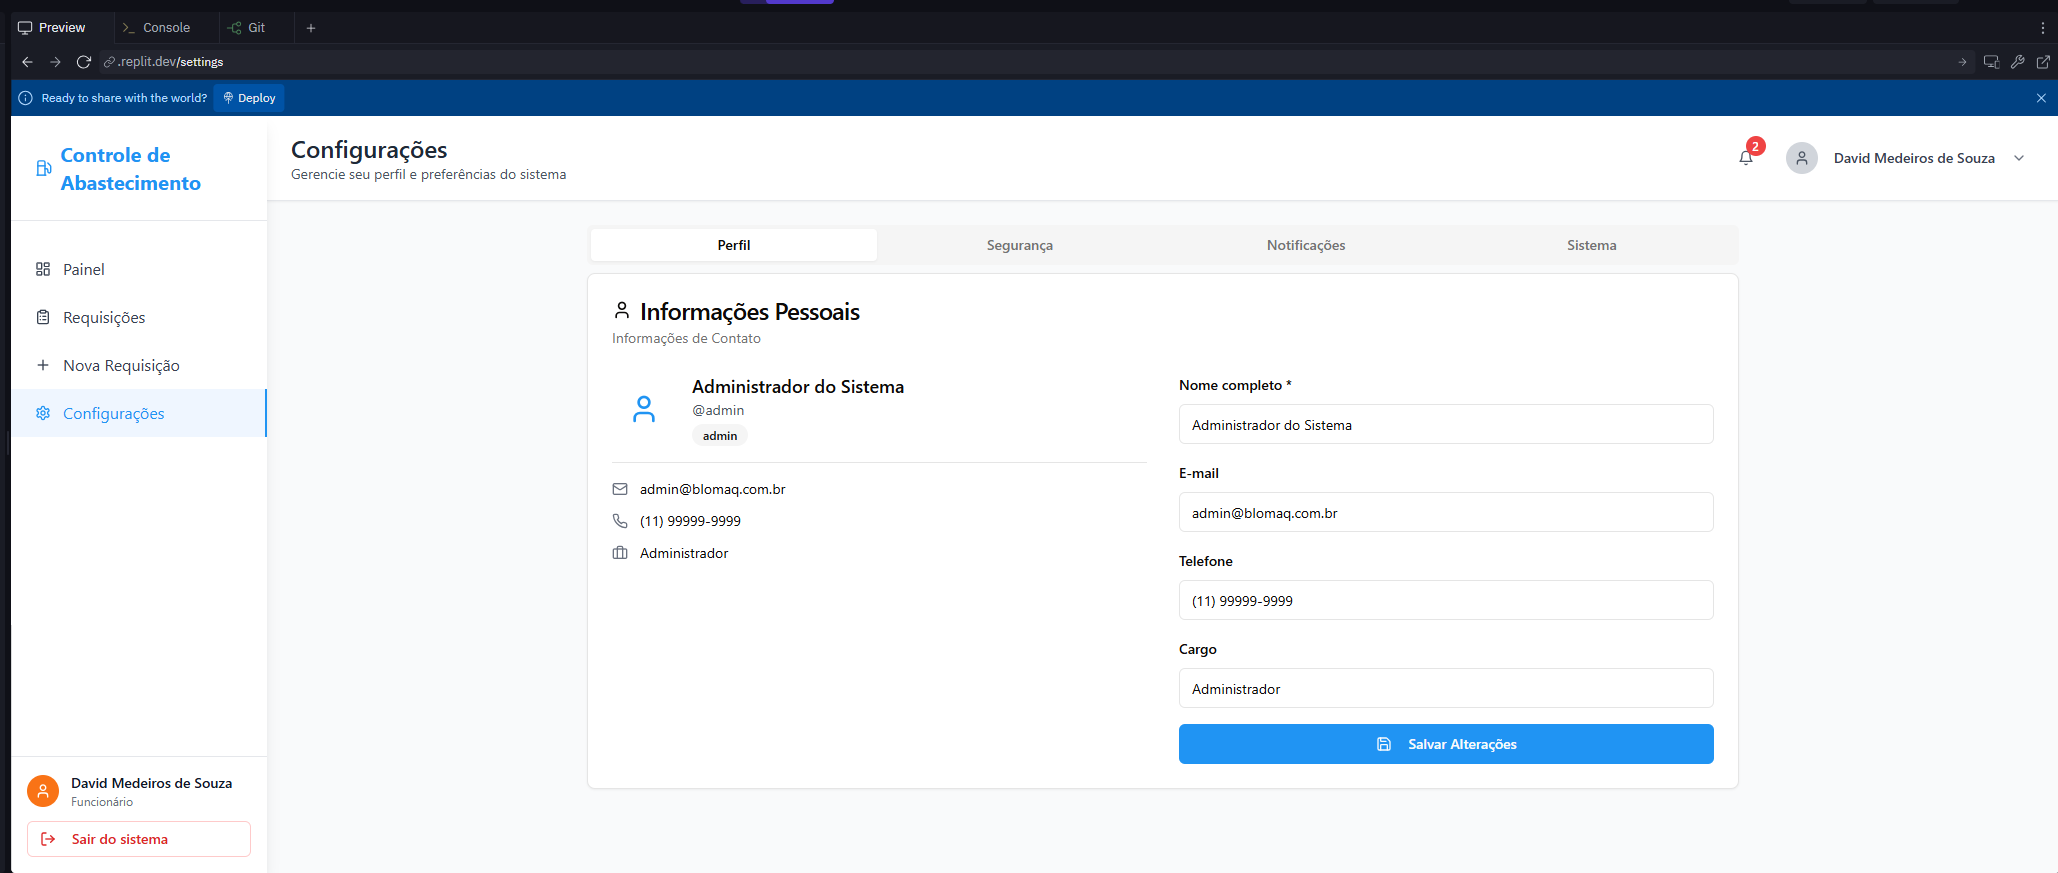 Preview
Console
Git
.replit.dev/settings
Ready to share with the world?
Deploy
Controle de
Abastecimento
Configurações
Gerencie seu perfil e preferências do sistema
2
David Medeiros de Souza
Painel
Requisições
Nova Requisição
Configurações
Perfil
Segurança
Notificações
Sistema
Informações Pessoais
Informações de Contato
Administrador do Sistema
@admin
admin
admin@blomaq.com.br
(11) 99999-9999
Administrador
Nome completo *
Administrador do Sistema
E-mail
admin@blomaq.com.br
Telefone
(11) 99999-9999
Cargo
Administrador
Salvar Alterações
David Medeiros de Souza
Funcionário
Sair do sistema